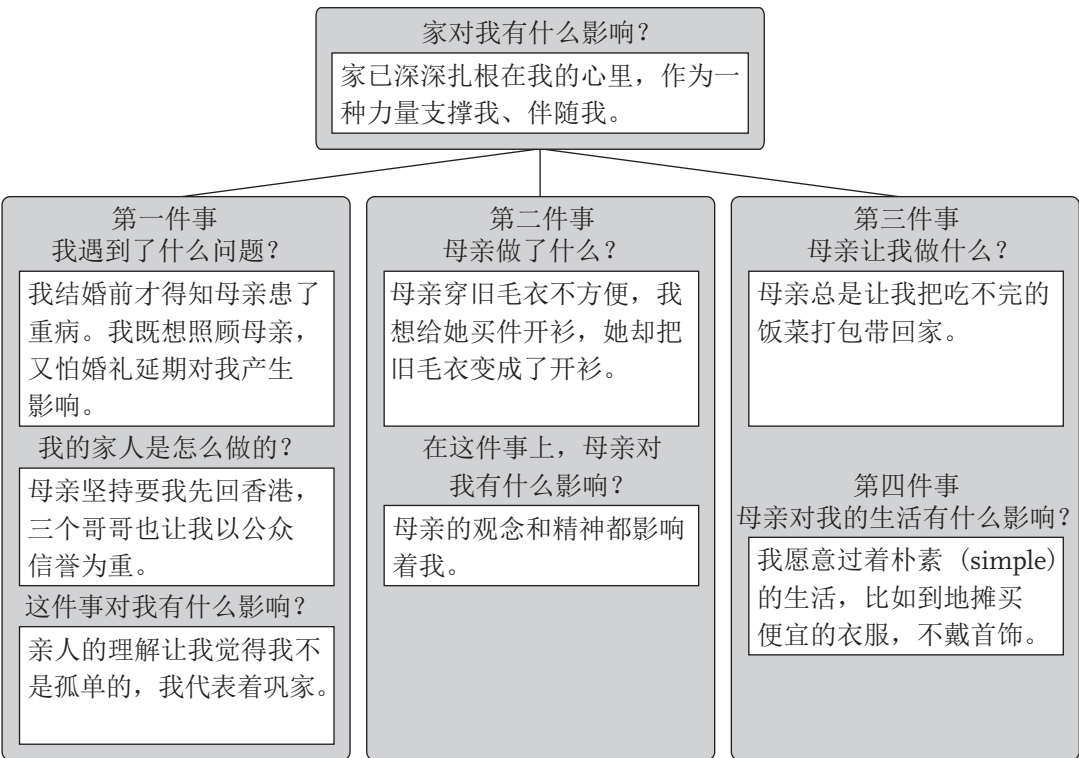 家对我有什么影响？
家已深深扎根在我的心里，作为一
种力量支撑我、伴随我。
第一件事
我遇到了什么问题？
我结婚前才得知母亲患了
重病。我既想照顾母亲，
又怕婚礼延期对我产生
影响。
我的家人是怎么做的？
母亲坚持要我先回香港，
三个哥哥也让我以公众
信誉为重。
这件事对我有什么影响？
亲人的理解让我觉得我不
是孤单的，我代表着巩家。
第二件事
母亲做了什么？
母亲穿旧毛衣不方便，我
想给她买件开衫，她却把
旧毛衣变成了开衫。
在这件事上，母亲对
我有什么影响？
母亲的观念和精神都影响
着我。
第三件事
母亲让我做什么？
母亲总是让我把吃不完的
饭菜打包带回家。
第四件事
母亲对我的生活有什么影响？
我愿意过着朴素（simple）
的生活，比如到地摊买
便宜的衣服，不戴首饰。